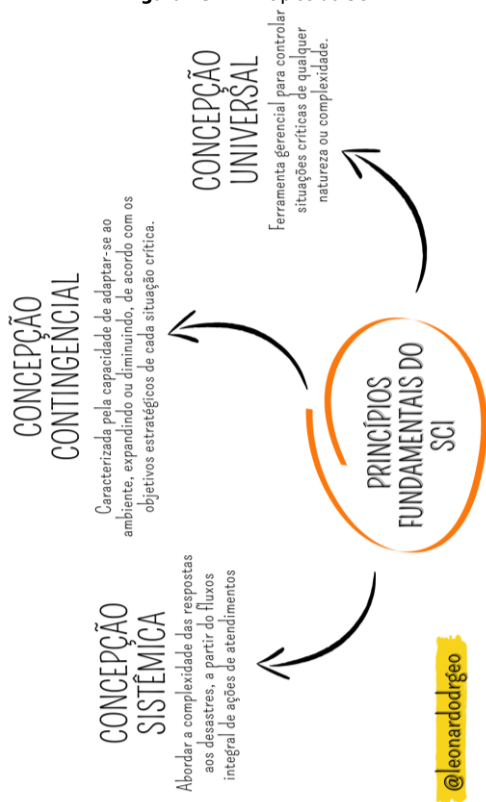 CONCEPÇÃO
SISTÊMICA
Abordar a complexidade das respostas
aos desastres, a partir do fluxos
integral de ações de atendimentos
CONCEPÇÃO
CONTINGENCIAL
Caracterizada pela capacidade de adaptar-se ao
ambiente, expandindo ou diminuindo, de acordo com os
objetivos estratégicos de cada situação crítica.
CONCEPÇÃO
UNIVERSAL
Ferramenta gerencial para controlar
situações críticas de qualquer
natureza ou complexidade.
PRINCÍPIOS
FUNDAMENTAIS DO
SCI
@leonardodrgeo